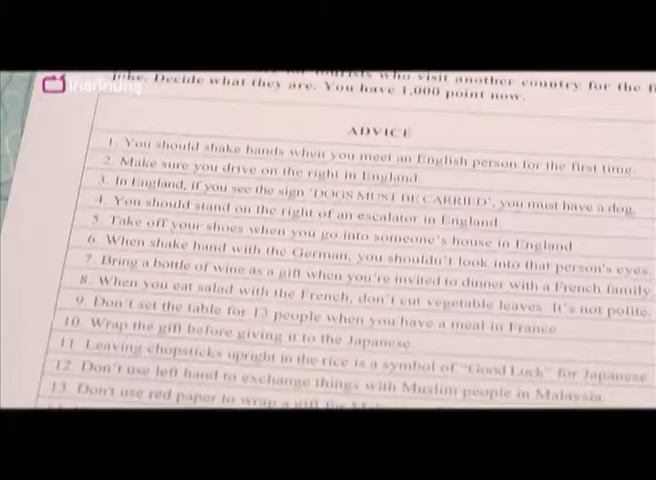 tourists who visit another country for the
joke. Decide what they are. You have 1,000 point now.
ADVICE
1. You should shake hands when you meet an English person for the first time.
2. Make sure you drive on the right in England.
3. In England, if you see the sign 'DOGS MUST BE CARRIED', you must have a dog.
4. You should stand on the right of an escalator in England
5. Take off your shoes when you go into someone's house in England
6. When shake hand with the German, you shouldn't look into that person's eyes.
7. Bring a bottle of wine as a gift when you're invited to dinner with a French family.
8. When you eat salad with the French, don't cut vegetable leaves. It's not polite.
9. Don't set the table for 13 people when you have a meal in France.
10. Wrap the gift before giving it to the Japanese.
11. Leaving chopsticks upright in the rice is a symbol of "Good Luck" for Japanese
12. Don't use left hand to exchange things with Muslim people in Malaysia.
13. Don't use red paper to wrap a gift for